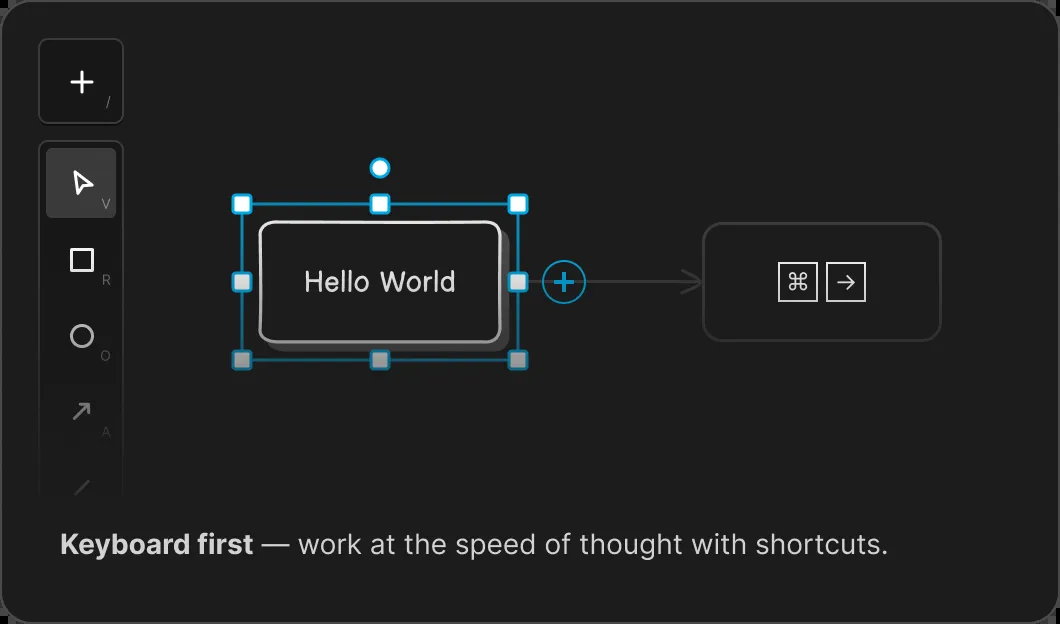 /
V
R
O
A
Hello World
⌘ →
Keyboard first — work at the speed of thought with shortcuts.